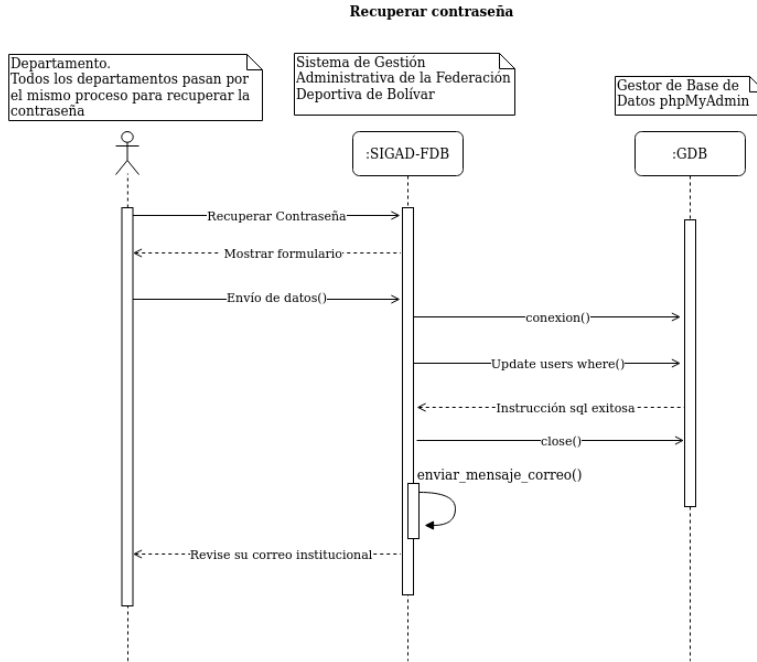 Recuperar contraseña
Departamento.
Todos los departamentos pasan por
el mismo proceso para recuperar la
contraseña
Sistema de Gestión
Administrativa de la Federación
Deportiva de Bolívar
Gestor de Base de
Datos phpMyAdmin
:SIGAD-FDB
:GDB
Recuperar Contraseña
Mostrar formulario
Envío de datos()
conexion()
Update users where()
Instrucción sql exitosa
close()
enviar_mensaje_correo()
Revise su correo institucional